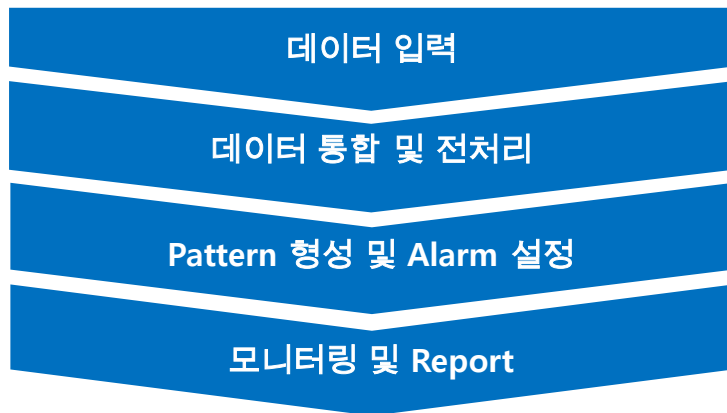 데이터 입력
데이터 통합 및 전처리
Pattern 형성 및 Alarm 설정
모니터링 및 Report